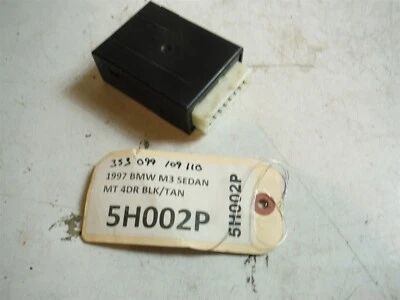 353 099 109 110
1997 BMW M3 SEDAN
MT 4DR BLK/TAN
5H002P
5H002P